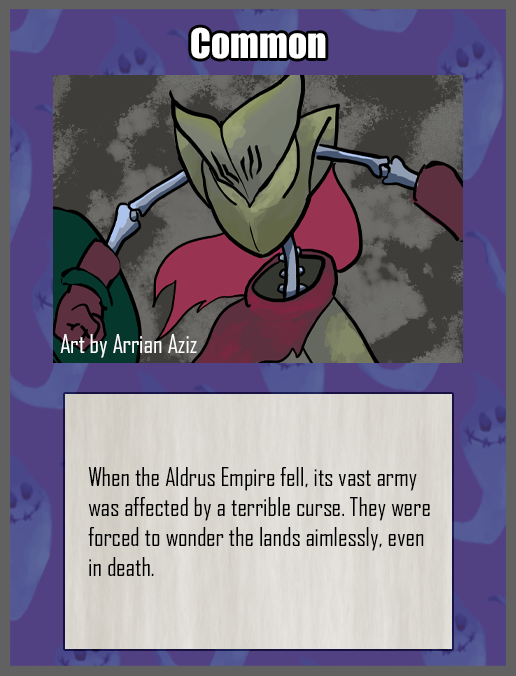 Common
Art by Arrian Aziz
When the Aldrus Empire fell, its vast army
was affected by a terrible curse. They were
forced to wonder the lands aimlessly, even
in death.